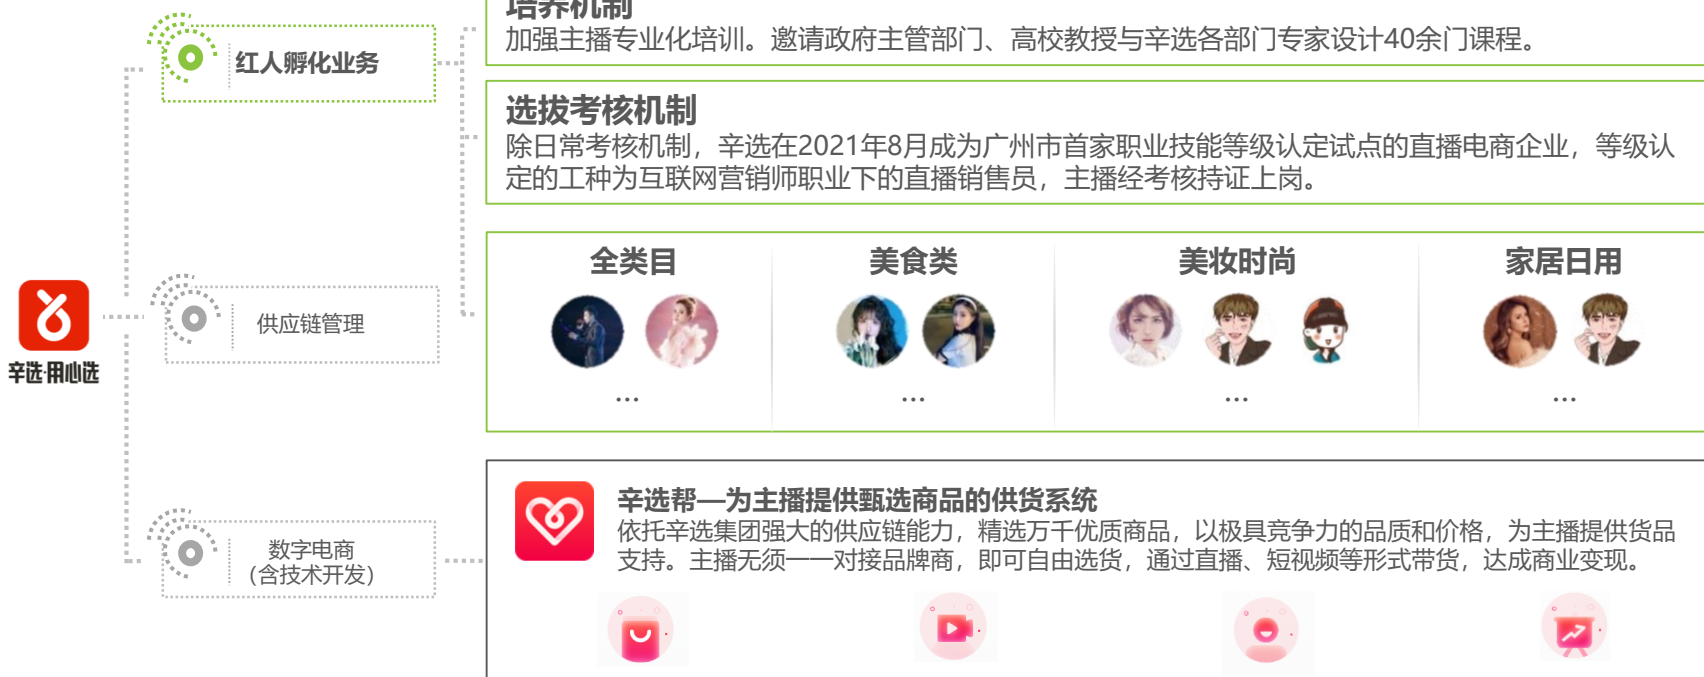 培养机制
加强主播专业化培训。邀请政府主管部门、高校教授与辛选各部门专家设计40余门课程。
红人孵化业务
选拔考核机制
除日常考核机制，辛选在2021年8月成为广州市首家职业技能等级认定试点的直播电商企业，等级认
定的工种为互联网营销师职业下的直播销售员，主播经考核持证上岗。
全类目
美食类
美妆时尚
家居日用
...
...
...
...
供应链管理
辛选·用心选
辛选帮—为主播提供甄选商品的供货系统
依托辛选集团强大的供应链能力，精选万千优质商品，以极具竞争力的品质和价格，为主播提供货品
支持。主播无须一一对接品牌商，即可自由选货，通过直播、短视频等形式带货，达成商业变现。
数字电商
（含技术开发）